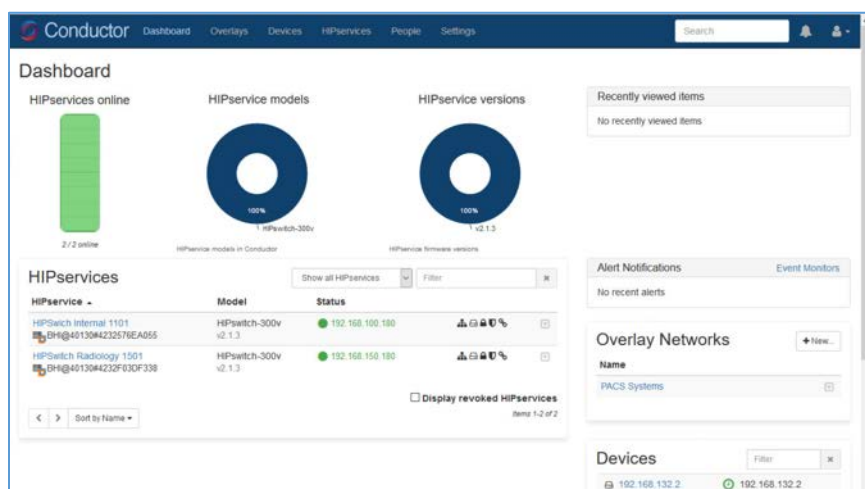 Conductor Dashboard Overlays Devices HIPservices People Settings Search
Dashboard
HIPservices online
HIPservice models
HIPservice versions
100%
HIPswitch-300v
100%
v2.1.3
2 / 2 online
HIPservice models in Conductor
HIPservice firmware versions
Recently viewed items
No recently viewed items
HIPservices
Show all HIPservices
Filter
HIPservice Model Status
HIPSwich Internal 1101 HIPswitch-300v 192.168.100.180
BHI@40130#4232576EA055 v2.1.3
HIPSwitch Radiology 1501 HIPswitch-300v 192.168.150.180
BHI@40130#4232F03DF338 v2.1.3
Display revoked HIPservices
Sort by Name
Items 1-2 of 2
Alert Notifications Event Monitors
No recent alerts
Overlay Networks
+ New...
Name
PACS Systems
Devices
Filter
192.168.132.2 192.168.132.2